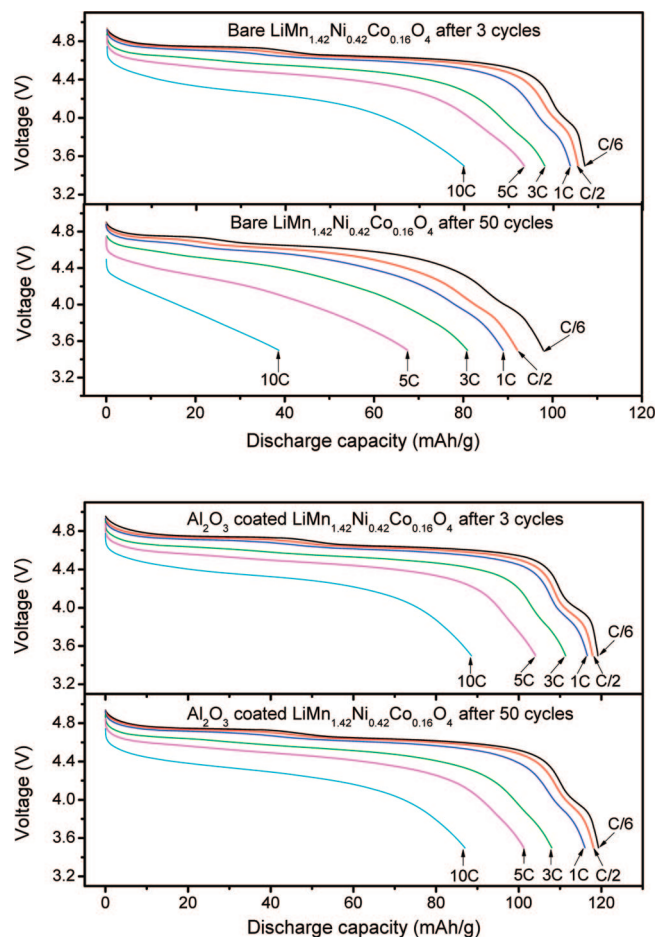 Bare LiMn1.42Ni0.42Co0.16O4 after 3 cycles
Voltage (V)
4.8
4.4
4.0
3.6
3.2
10C 5C 3C 1C C/2 C/6
Bare LiMn1.42Ni0.42Co0.16O4 after 50 cycles
Voltage (V)
4.8
4.4
4.0
3.6
3.2
10C 5C 3C 1C C/2 C/6
0 20 40 60 80 100 120
Discharge capacity (mAh/g)
Al2O3 coated LiMn1.42Ni0.42Co0.16O4 after 3 cycles
Voltage (V)
4.8
4.4
4.0
3.6
3.2
10C 5C 3C 1C C/2 C/6
Al2O3 coated LiMn1.42Ni0.42Co0.16O4 after 50 cycles
Voltage (V)
4.8
4.4
4.0
3.6
3.2
10C 5C 3C 1C C/2 C/6
0 20 40 60 80 100 120
Discharge capacity (mAh/g)